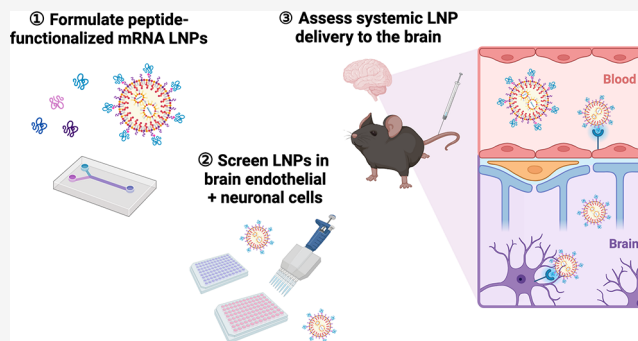 ① Formulate peptide-
functionalized mRNA LNPs
② Screen LNPs in
brain endothelial
+ neuronal cells
③ Assess systemic LNP
delivery to the brain
Blood
Brain